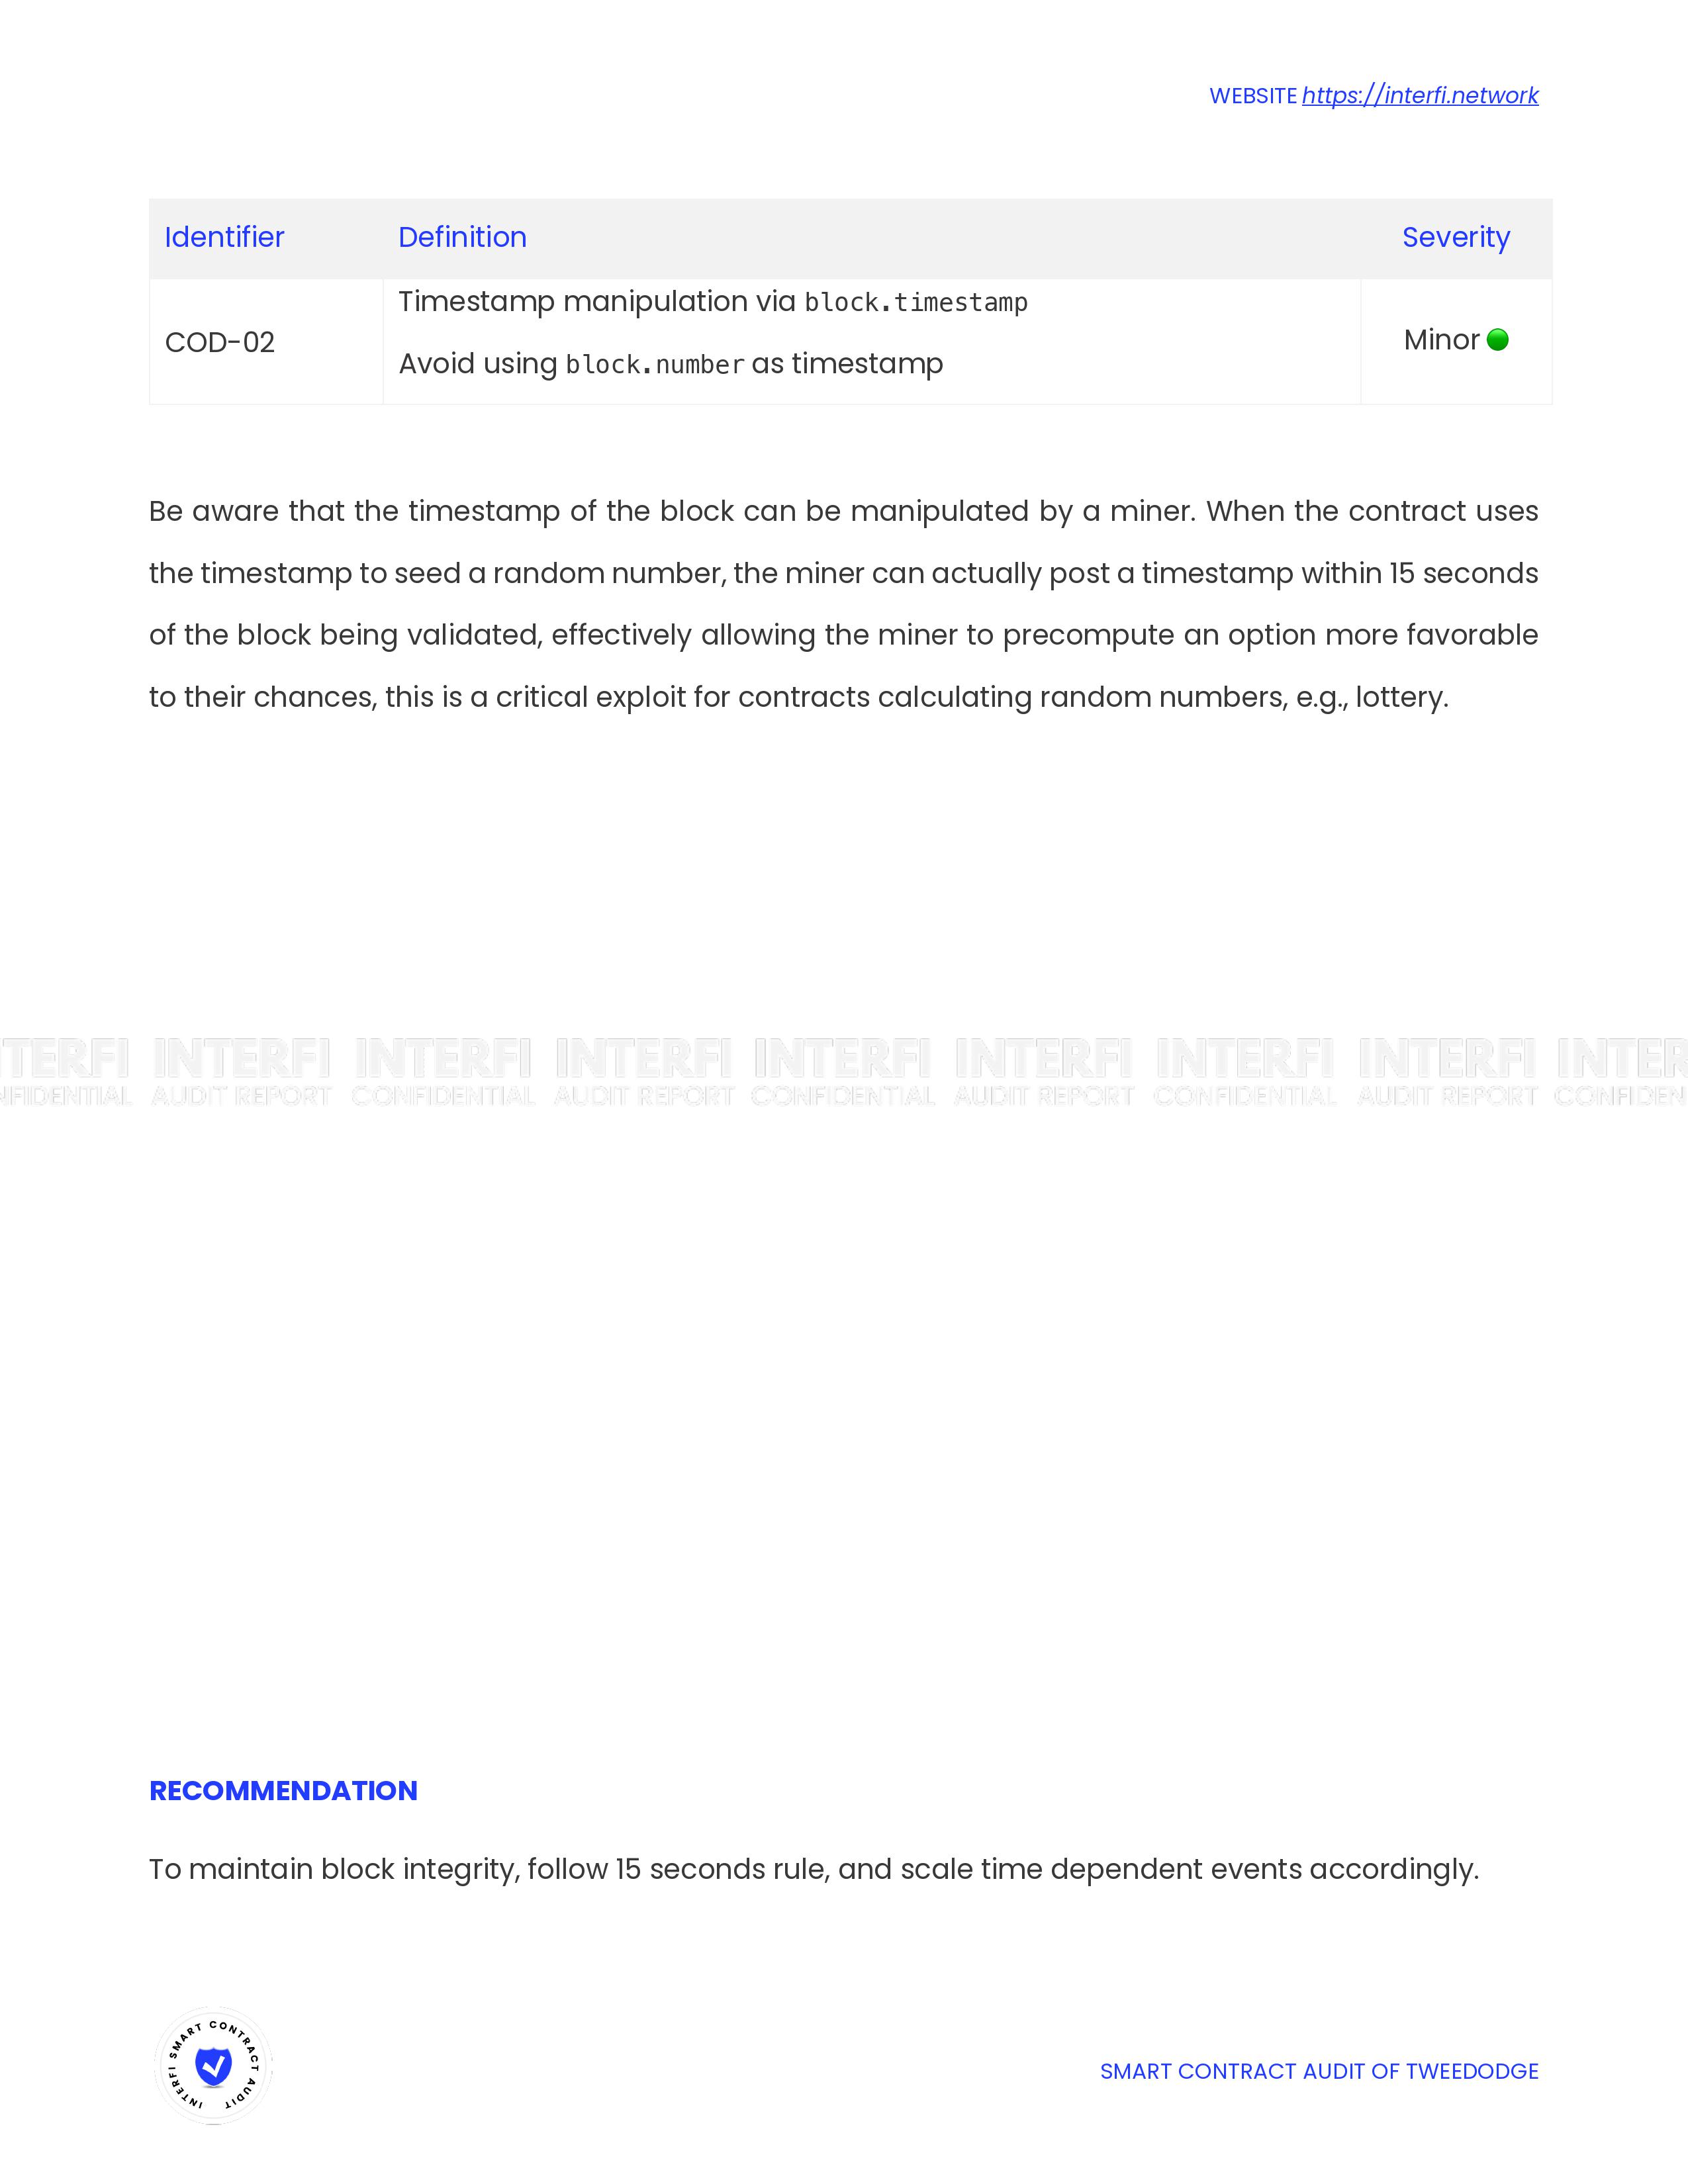 WEBSITE https://interfi.network
Identifier Definition Severity
Timestamp manipulation via block.timestamp
COD-02 Minor
Avoid using block.number as timestamp
Be aware that the timestamp of the block can be manipulated by a miner. When the contract uses
the timestamp to seed a random number, the miner can actually post a timestamp within 15 seconds
of the block being validated, effectively allowing the miner to precompute an option more favorable
to their chances, this is a critical exploit for contracts calculating random numbers, e.g., lottery.
TERFI INTERFI INTERFI INTERFI INTERFI INTERFI INTERFI INTERFI INTER
NFIDENTIAL AUDIT REPORT CONFIDENTIAL AUDIT REPORT CONFIDENTIAL AUDIT REPORT CONFIDENTIAL AUDIT REPORT CONFIDEN
RECOMMENDATION
To maintain block integrity, follow 15 seconds rule, and scale time dependent events accordingly.
INTERFI SMART CONTRACT AUDIT
SMART CONTRACT AUDIT OF TWEEDODGE